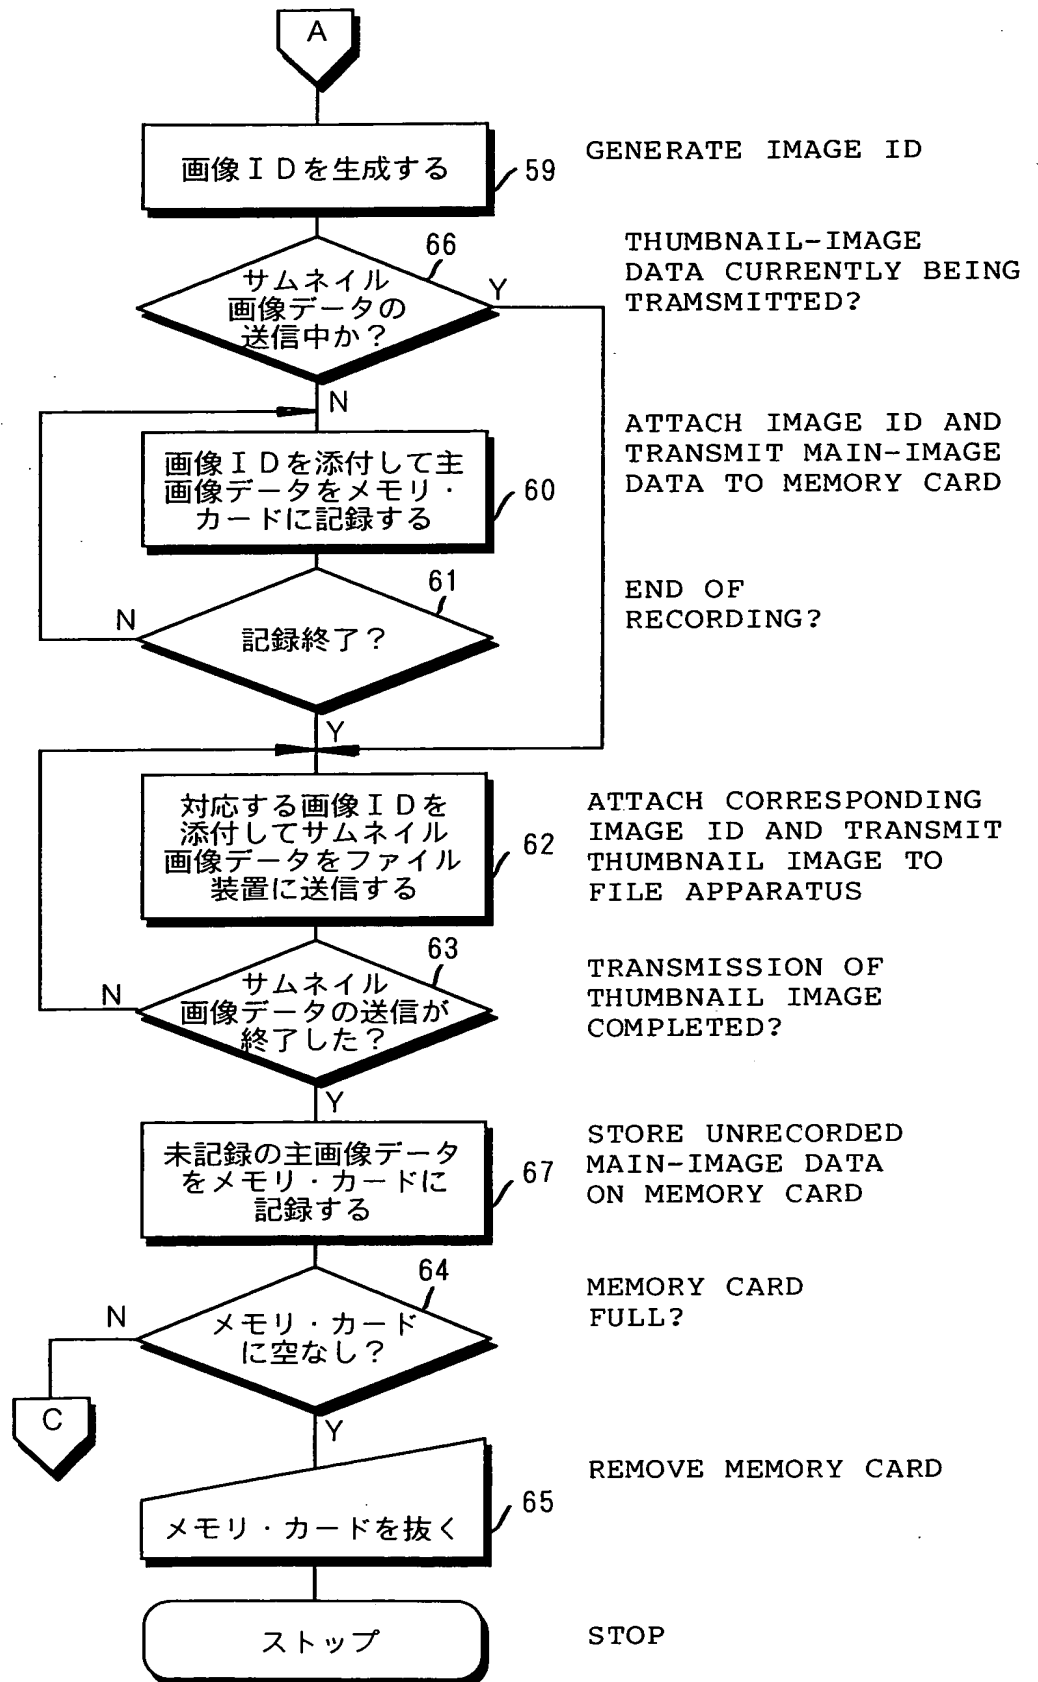 A
画像ＩＤを生成する
59
GENERATE IMAGE ID
66
サムネイル
画像データの
送信中か？
Y
THUMBNAIL-IMAGE
DATA CURRENTLY BEING
TRAMSMITTED?
N
画像ＩＤを添付して主
画像データをメモリ・
カードに記録する
60
ATTACH IMAGE ID AND
TRANSMIT MAIN-IMAGE
DATA TO MEMORY CARD
61
N
記録終了？
END OF
RECORDING?
Y
対応する画像ＩＤを
添付してサムネイル
画像データをファイル
装置に送信する
62
ATTACH CORRESPONDING
IMAGE ID AND TRANSMIT
THUMBNAIL IMAGE TO
FILE APPARATUS
63
N
サムネイル
画像データの送信が
終了した？
TRANSMISSION OF
THUMBNAIL IMAGE
COMPLETED?
Y
未記録の主画像データ
をメモリ・カードに
記録する
67
STORE UNRECORDED
MAIN-IMAGE DATA
ON MEMORY CARD
64
N
メモリ・カード
に空なし？
MEMORY CARD
FULL?
C
Y
メモリ・カードを抜く
65
REMOVE MEMORY CARD
ストップ
STOP